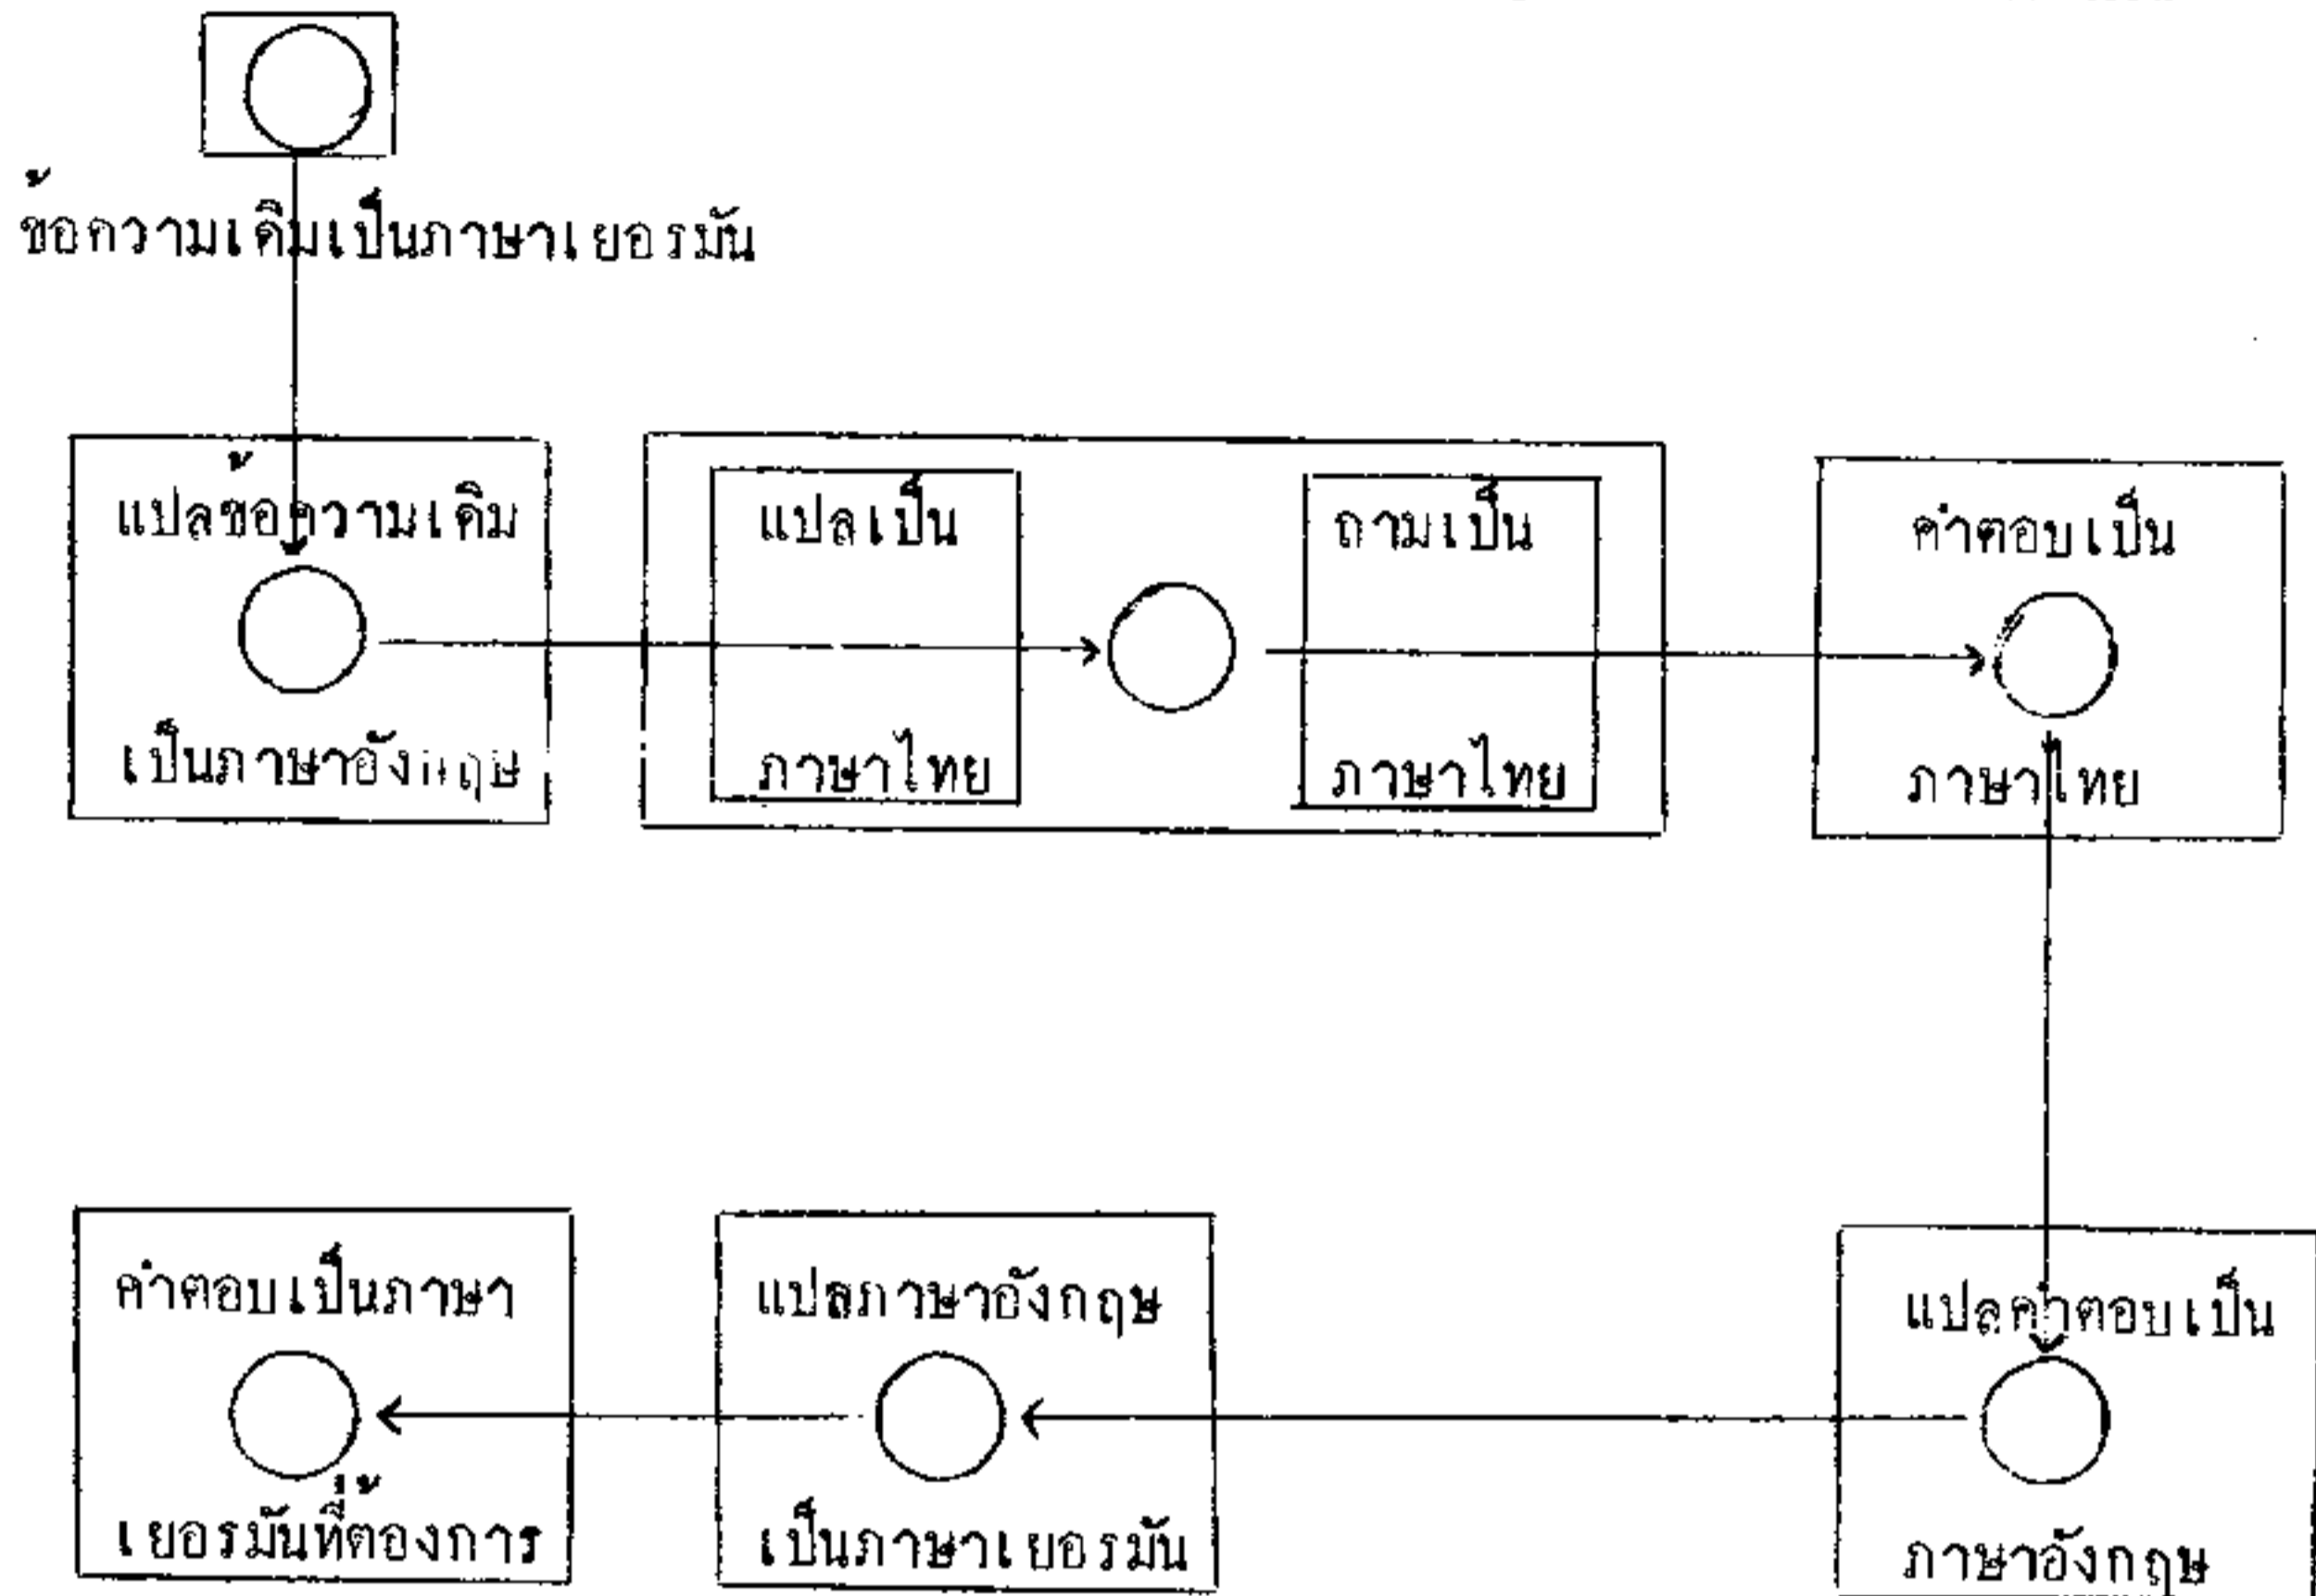 ข้อความเดิมเป็นภาษาเยอรมัน
แปลข้อความเดิม
เป็นภาษาอังกฤษ
แปลเป็น
ภาษาไทย
ถามเป็น
ภาษาไทย
คำตอบเป็น
ภาษาไทย
คำตอบเป็นภาษา
เยอรมันที่ต้องการ
แปลภาษาอังกฤษ
เป็นภาษาเยอรมัน
แปลคำตอบเป็น
ภาษาอังกฤษ